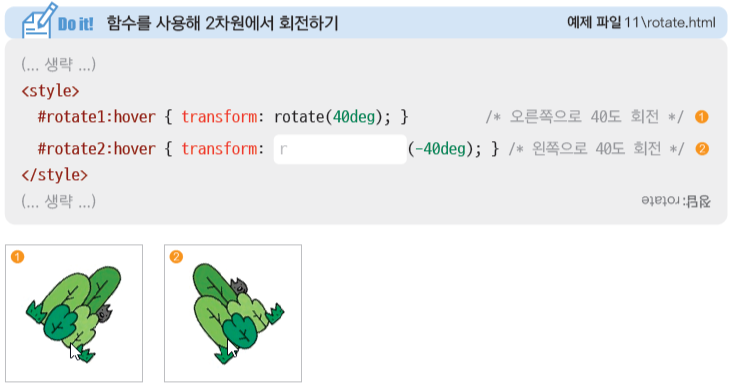 Do it! 함수를 사용해 2차원에서 회전하기 예제 파일 11\rotate.html
(... 생략 ...)
<style>
#rotate1:hover { transform: rotate(40deg); } /* 오른쪽으로 40도 회전 */ 1
#rotate2:hover { transform: r (-40deg); } /* 왼쪽으로 40도 회전 */ 2
</style>
(... 생략 ...) 정답: rotate
1 2